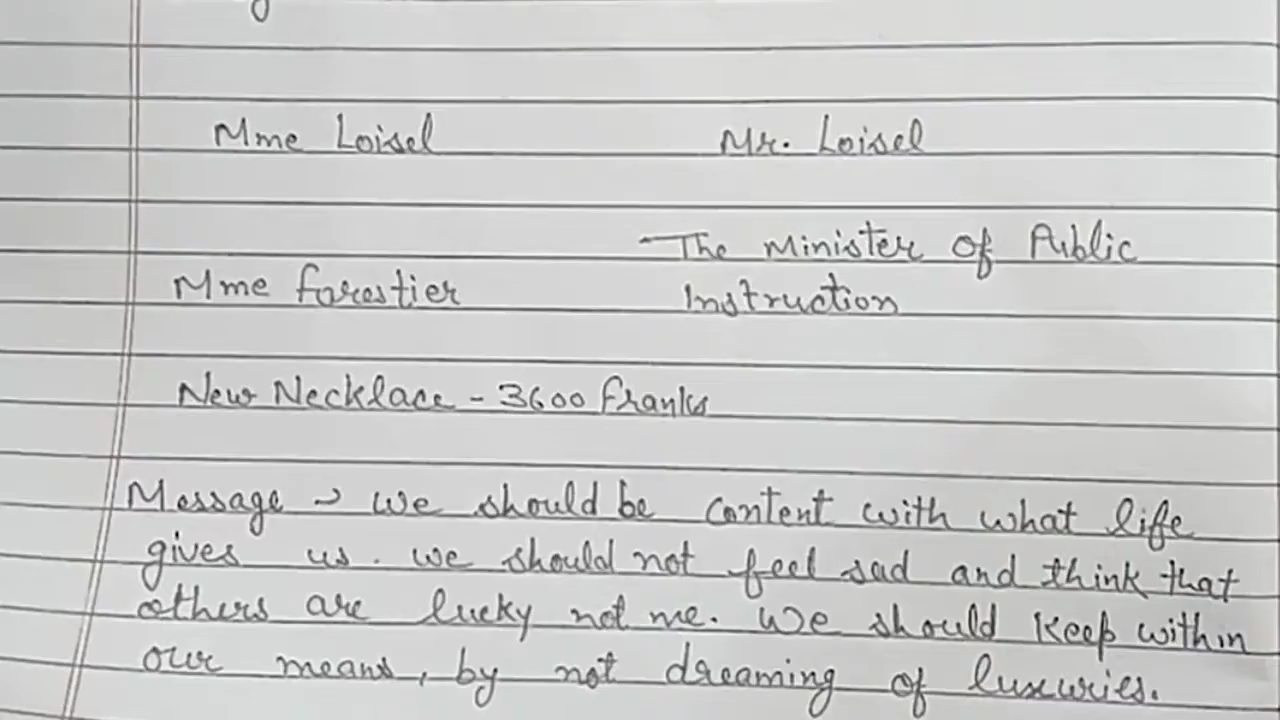 Mme Loisel Mr. Loisel
The Minister of Public
Mme Forestier Instruction
New Necklace - 3600 Franks
Message → We should be content with what life
gives us. we should not feel sad and think that
others are lucky not me. We should keep within
our means, by not dreaming of luxuries.